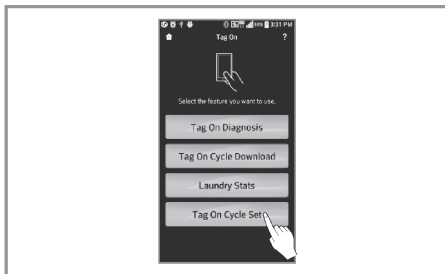 3:31 PM
Tag On
?
Select the feature you want to use.
Tag On Diagnosis
Tag On Cycle Download
Laundry Stats
Tag On Cycle Set